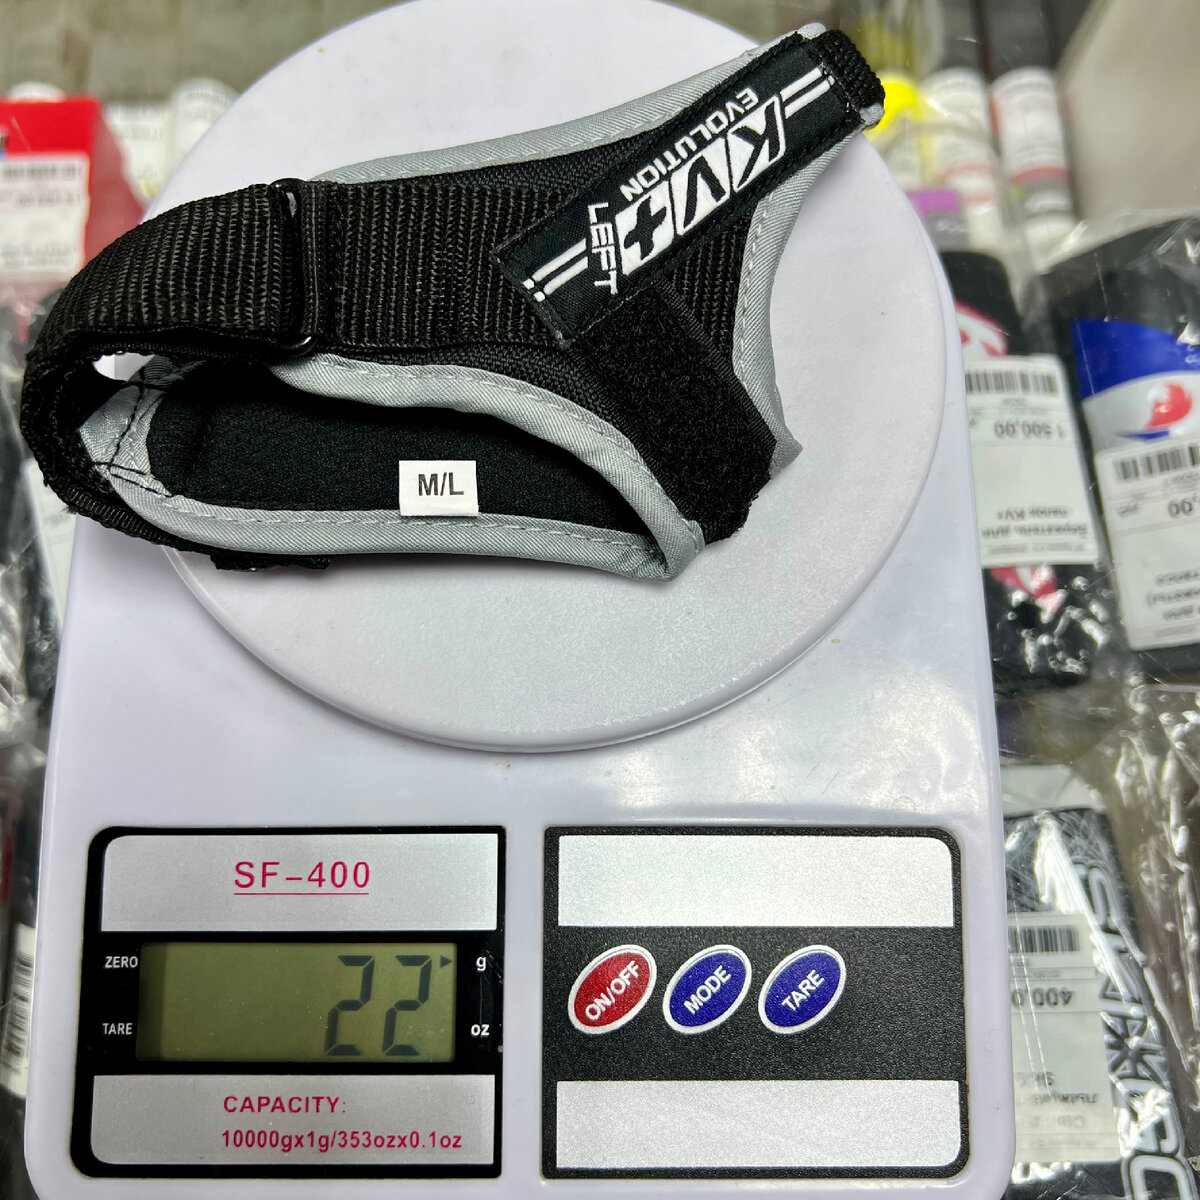 KV+
EVOLUTION
LEFT
M/L
1 500,00
00
400,0
SF-400
ZERO
g
22
TARE
oz
CAPACITY:
10000gx1g/353ozx0.1oz
ON/OFF
MODE
TARE